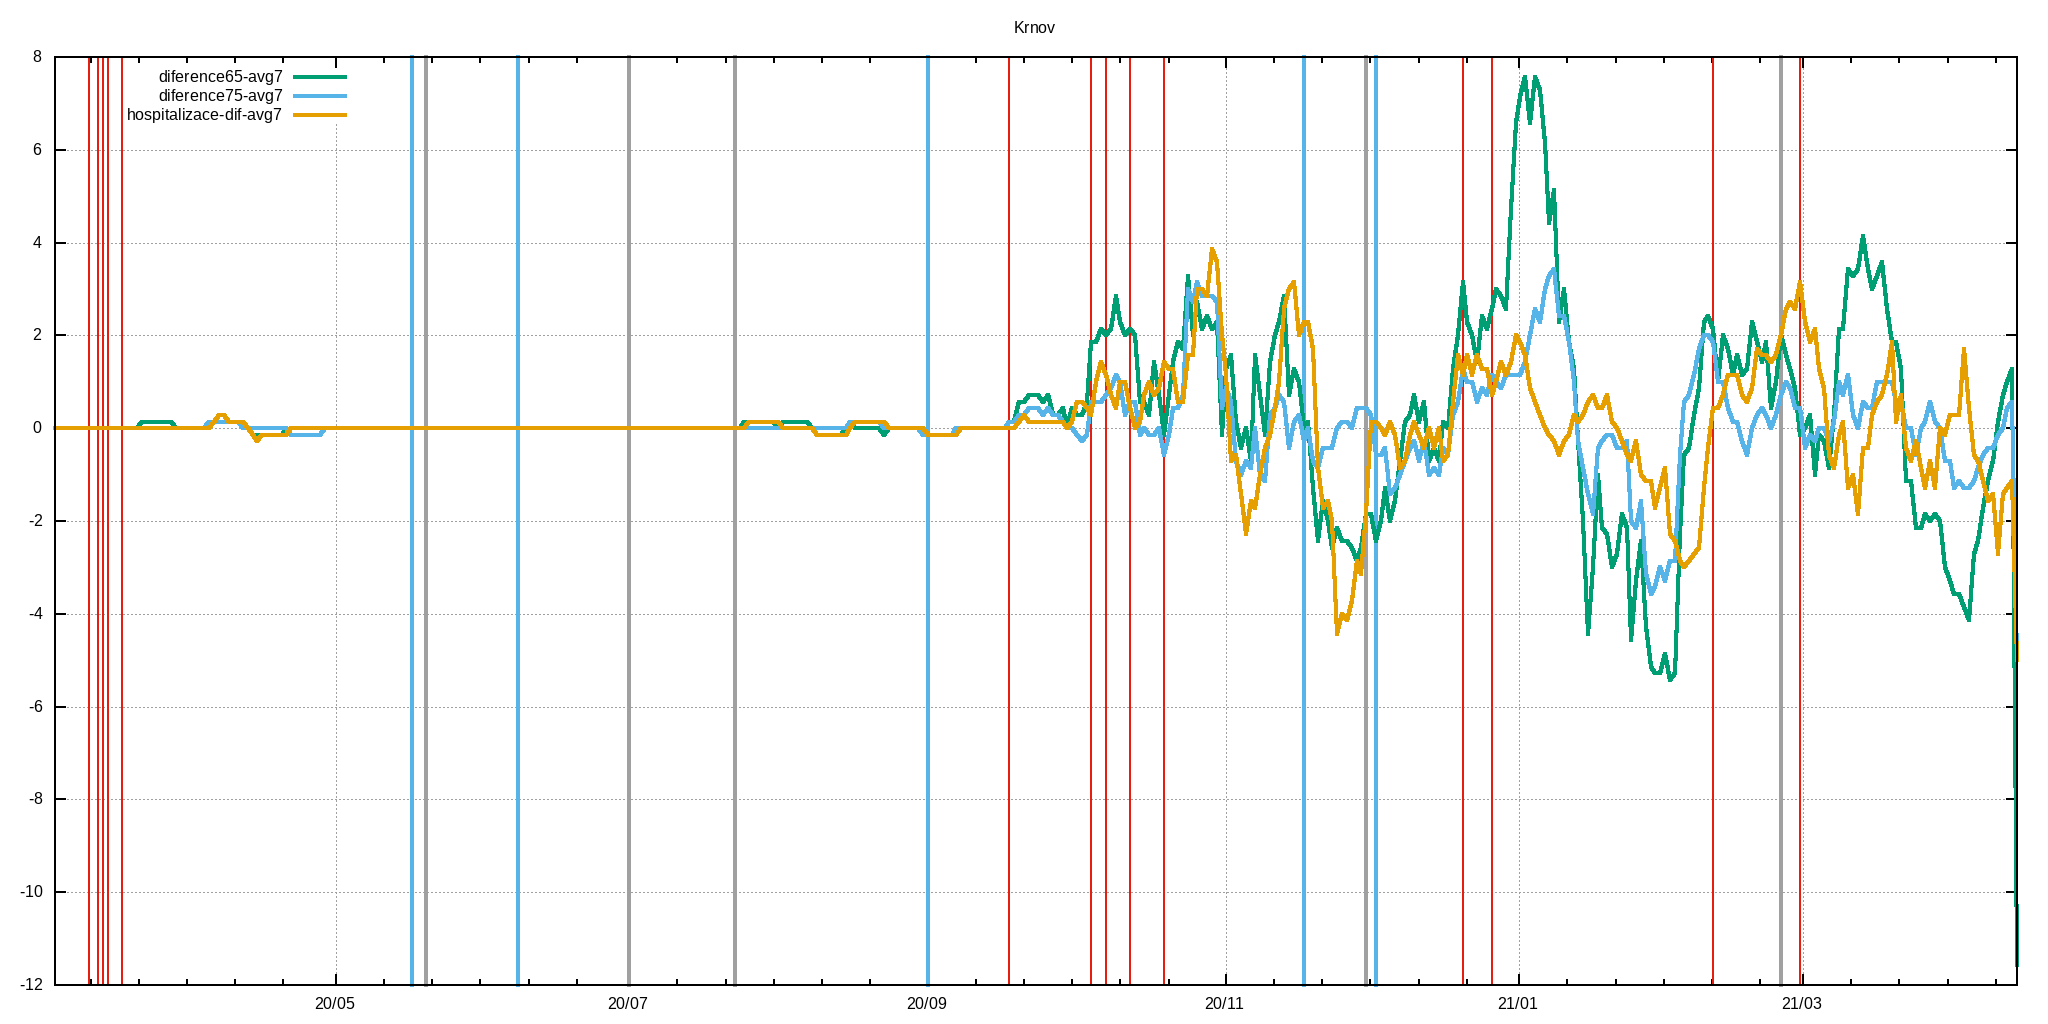 Krnov
8
diference65-avg7
diference75-avg7
hospitalizace-dif-avg7
6
4
2
0
-2
-4
-6
-8
-10
-12
20/05 20/07 20/09 20/11 21/01 21/03